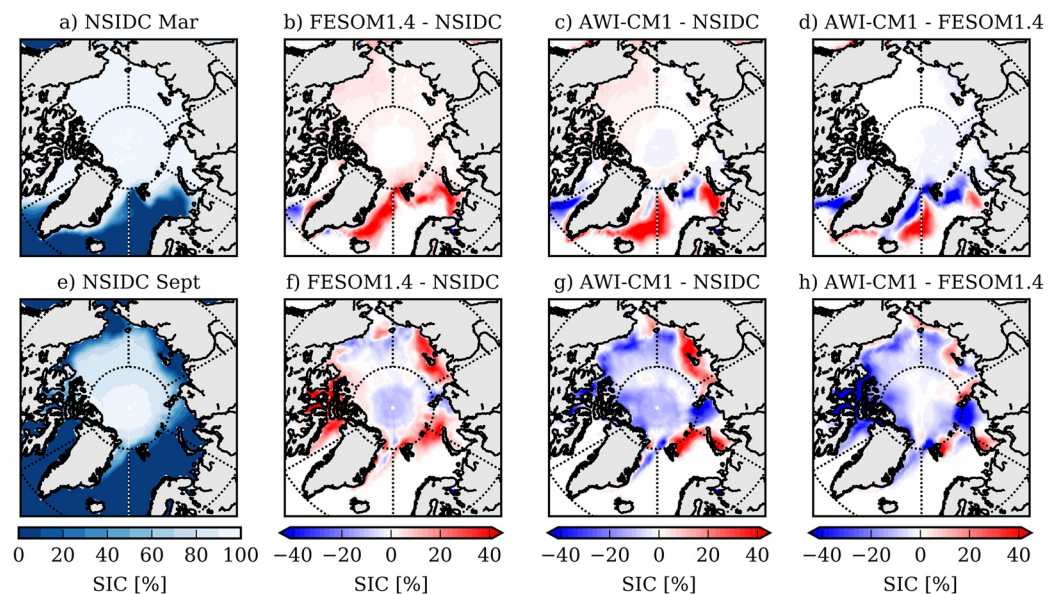 a) NSIDC Mar
b) FESOM1.4 - NSIDC
c) AWI-CM1 - NSIDC
d) AWI-CM1 - FESOM1.4
e) NSIDC Sept
f) FESOM1.4 - NSIDC
g) AWI-CM1 - NSIDC
h) AWI-CM1 - FESOM1.4
0 20 40 60 80 100
−40 −20 0 20 40
−40 −20 0 20 40
−40 −20 0 20 40
SIC [%]
SIC [%]
SIC [%]
SIC [%]